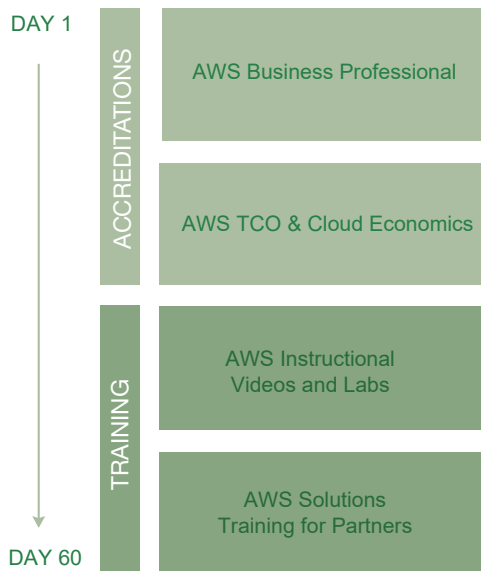 DAY 1
ACCREDITATIONS
AWS Business Professional
AWS TCO & Cloud Economics
TRAINING
AWS Instructional
Videos and Labs
AWS Solutions
Training for Partners
DAY 60